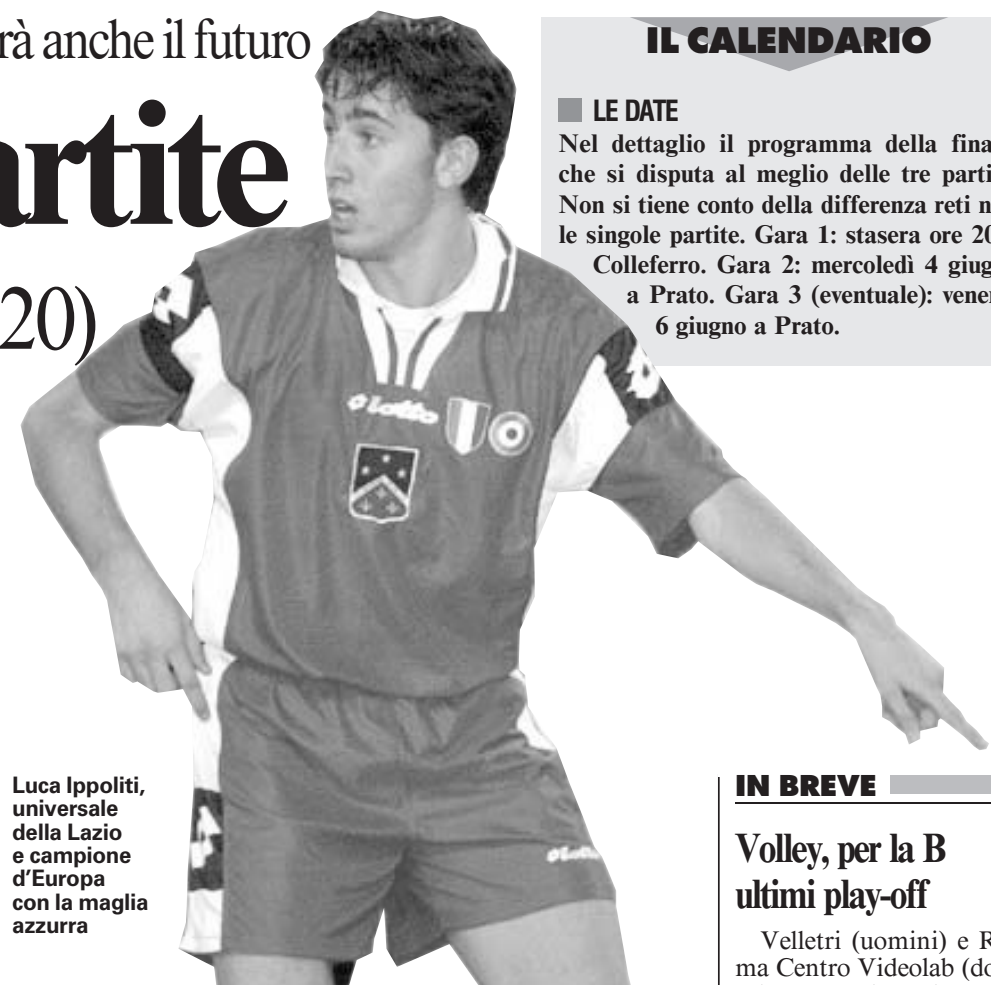 rà anche il futuro
artite
20)
IL CALENDARIO
LE DATE
Nel dettaglio il programma della fina
che si disputa al meglio delle tre parti
Non si tiene conto della differenza reti n
le singole partite. Gara 1: stasera ore 20
Colleferro. Gara 2: mercoledì 4 giug
a Prato. Gara 3 (eventuale): vener
6 giugno a Prato.
Lotto
Lotto
Luca Ippoliti,
universale
della Lazio
e campione
d'Europa
con la maglia
azzurra
IN BREVE
Volley, per la B
ultimi play-off
Velletri (uomini) e R
ma Centro Videolab (do